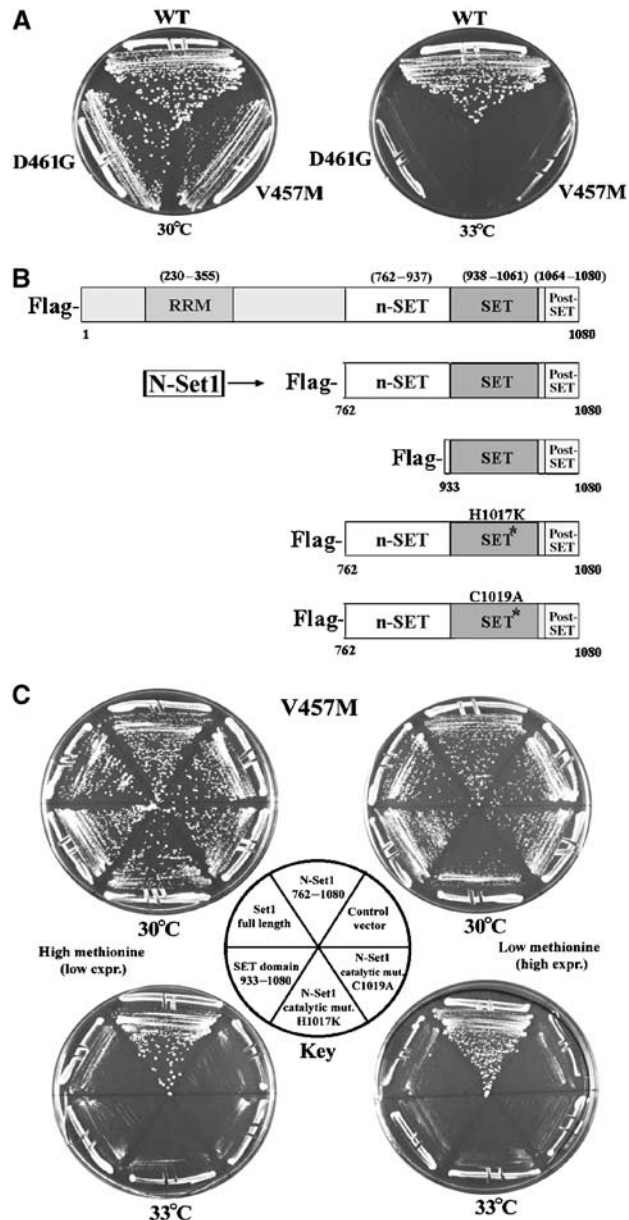 A
WT
WT
D461G
V457M
D461G
V457M
30°C
33°C
B
(230–355)
(762–937)
(938–1061)
(1064–1080)
Flag-
RRM
n-SET
SET
Post-
SET
1
1080
N-Set1
Flag-
n-SET
SET
Post-
SET
762
1080
Flag-
SET
Post-
SET
933
1080
H1017K
Flag-
n-SET
SET*
Post-
SET
762
1080
C1019A
Flag-
n-SET
SET*
Post-
SET
762
1080
C
V457M
30°C
30°C
High methionine
(low expr.)
Low methionine
(high expr.)
N-Set1
762–1080
Control
vector
N-Set1
catalytic mut.
C1019A
N-Set1
catalytic mut.
H1017K
SET domain
933–1080
Set1
full length
Key
33°C
33°C